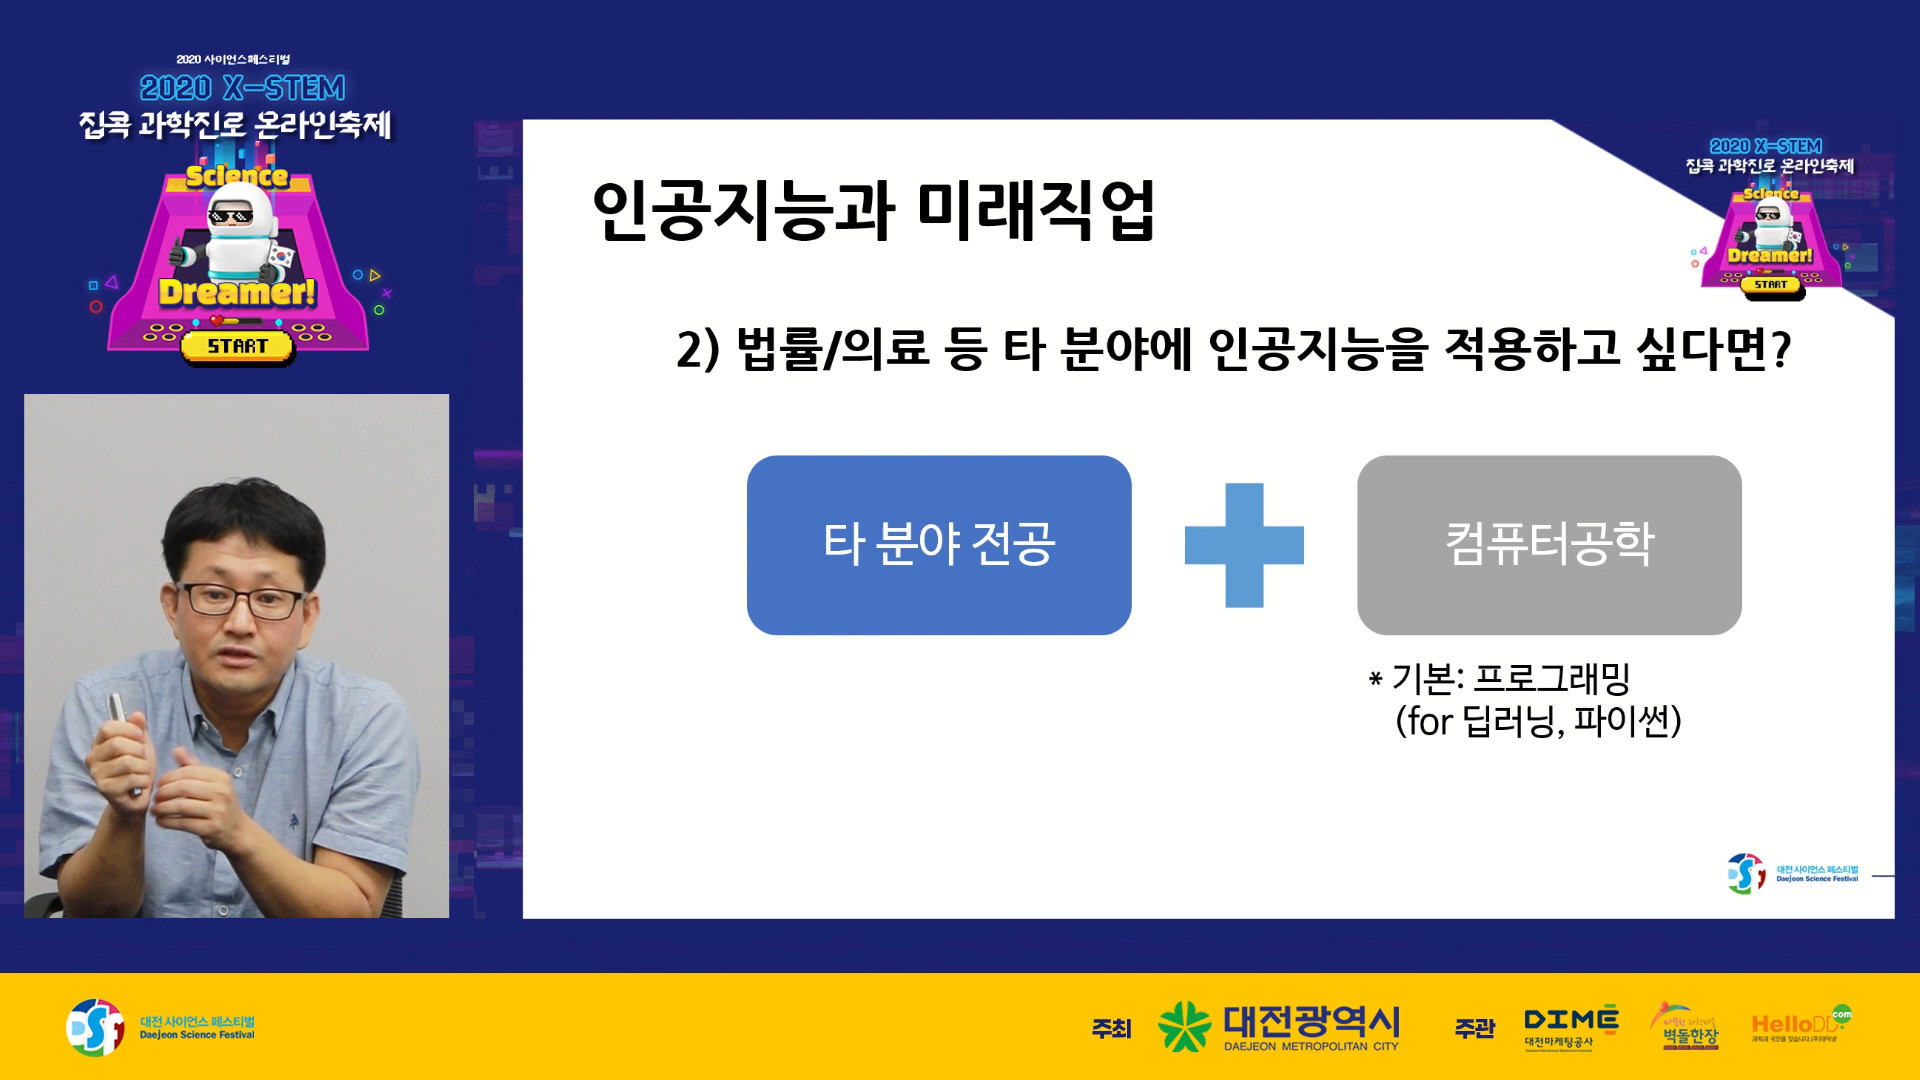 2020 사이언스페스티벌
2020 X-STEM
집콕 과학진로 온라인축제
Science
Dreamer!
START
2020 X-STEM
집콕 과학진로 온라인축제
Science
Dreamer!
START
인공지능과 미래직업
2) 법률/의료 등 타 분야에 인공지능을 적용하고 싶다면?
타 분야 전공
컴퓨터공학
* 기본: 프로그래밍
(for 딥러닝, 파이썬)
DSf
대전 사이언스 페스티벌
Daejeon Science Festival
DSf
대전 사이언스 페스티벌
Daejeon Science Festival
주최
대전광역시
DAEJEON METROPOLITAN CITY
주관
DIME
대전마케팅공사
벽돌한장
HelloDD.com